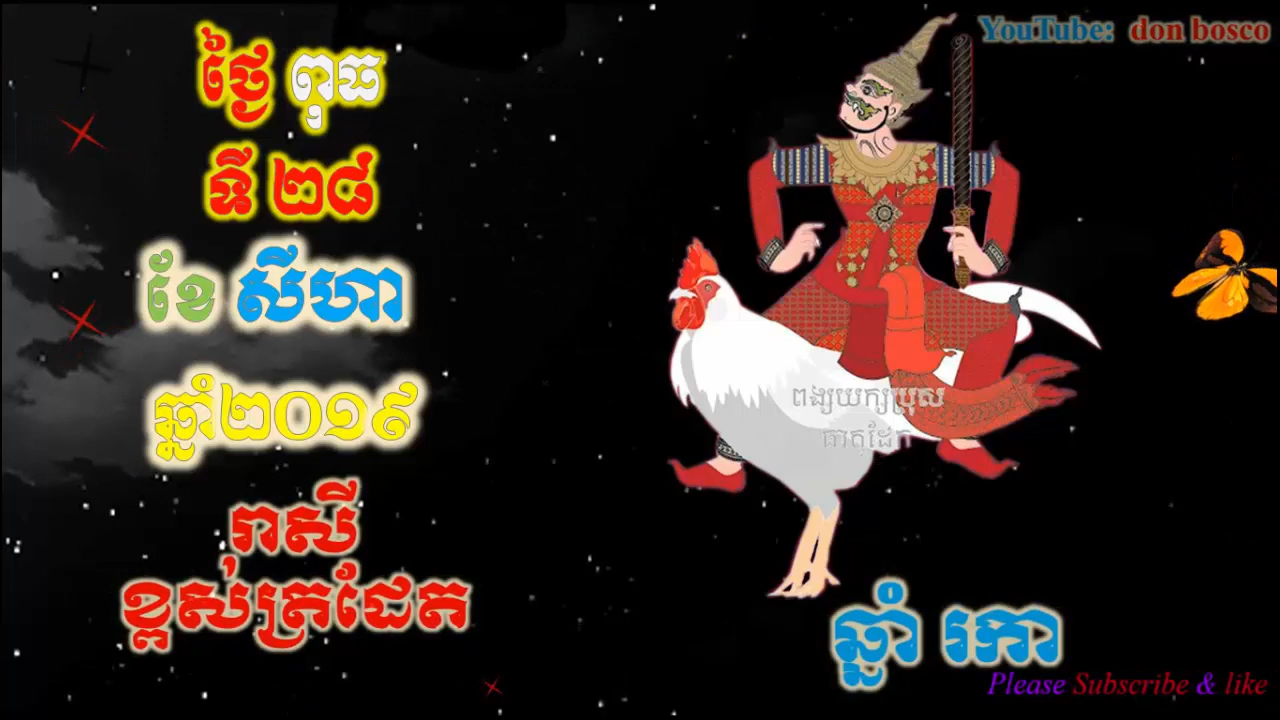 YouTube: don bosco
ថ្ងៃ ពុធ
ទី ២៨
ខែ សីហា
ឆ្នាំ២០១៩
រាសី
ខ្ពស់ត្រដែត
ពង្សយក្សប្រុស
ធាតុដែក
ឆ្នាំ រកា
Please Subscribe & like